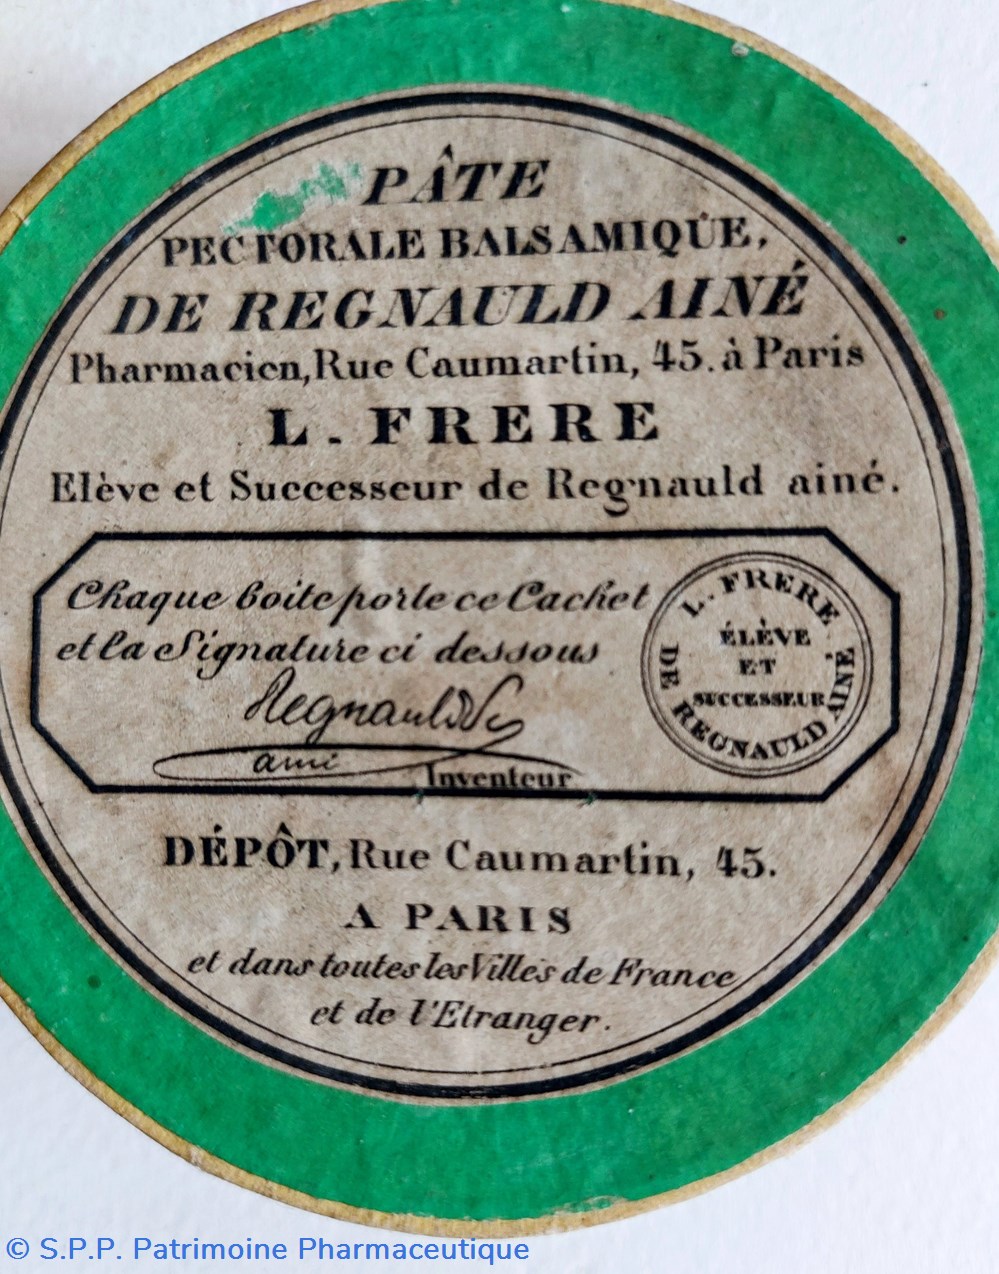 PÂTE
PECTORALE BALSAMIQUE,
DE REGNAULD AINÉ
Pharmacien, Rue Caumartin, 45. à Paris
L. FRERE
Elève et Successeur de Regnauld ainé.
Chaque boite porte ce Cachet
et la Signature ci dessous
Regnauld
Inventeur
L. FRERE
ÉLÈVE
ET
SUCCESSEUR
DE REGNAULD AINÉ
DÉPÔT, Rue Caumartin, 45.
A PARIS
et dans toutes les Villes de France
et de l'Etranger.
© S.P.P. Patrimoine Pharmaceutique